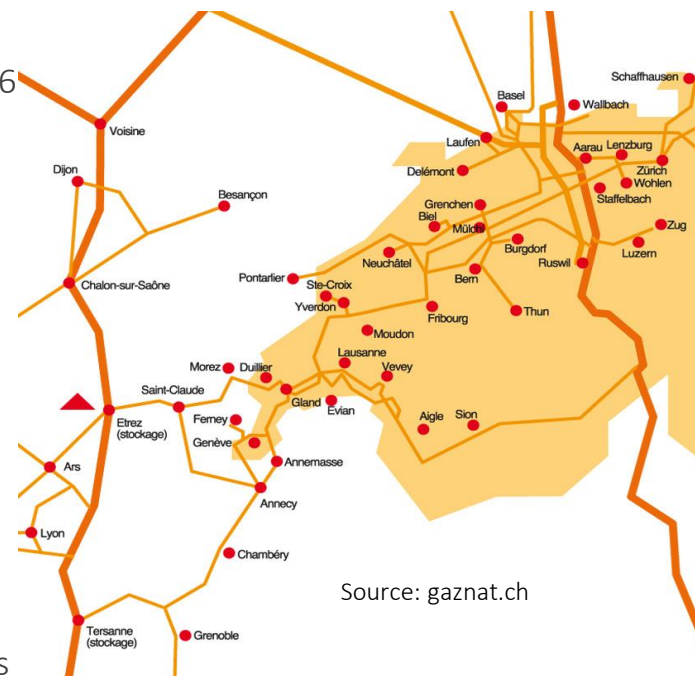 6
Schaffhausen
Basel
Wallbach
Voisine
Laufen
Aarau
Lenzburg
Zürich
Dijon
Delémont
Wohlen
Staffelbach
Besançon
Grenchen
Biel
Mülchi
Zug
Burgdorf
Luzern
Neuchâtel
Bern
Ruswil
Pontarlier
Ste-Croix
Chalon-sur-Saône
Yverdon
Fribourg
Thun
Moudon
Lausanne
Morez
Duillier
Vevey
Saint-Claude
Gland
Evian
Etrez
(stockage)
Ferney
Aigle
Sion
Genève
Annemasse
Ars
Annecy
Lyon
Chambéry
Source: gaznat.ch
Tersanne
(stockage)
Grenoble
s